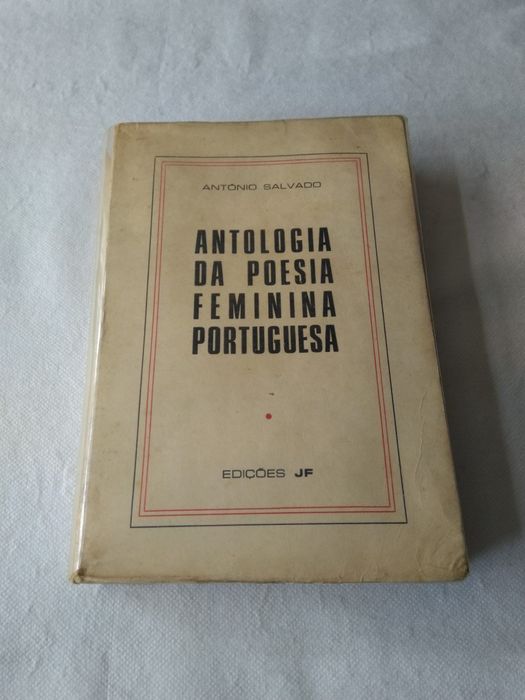 ANTÓNIO SALVADO
ANTOLOGIA
DA POESIA
FEMININA
PORTUGUESA
EDIÇÕES JF